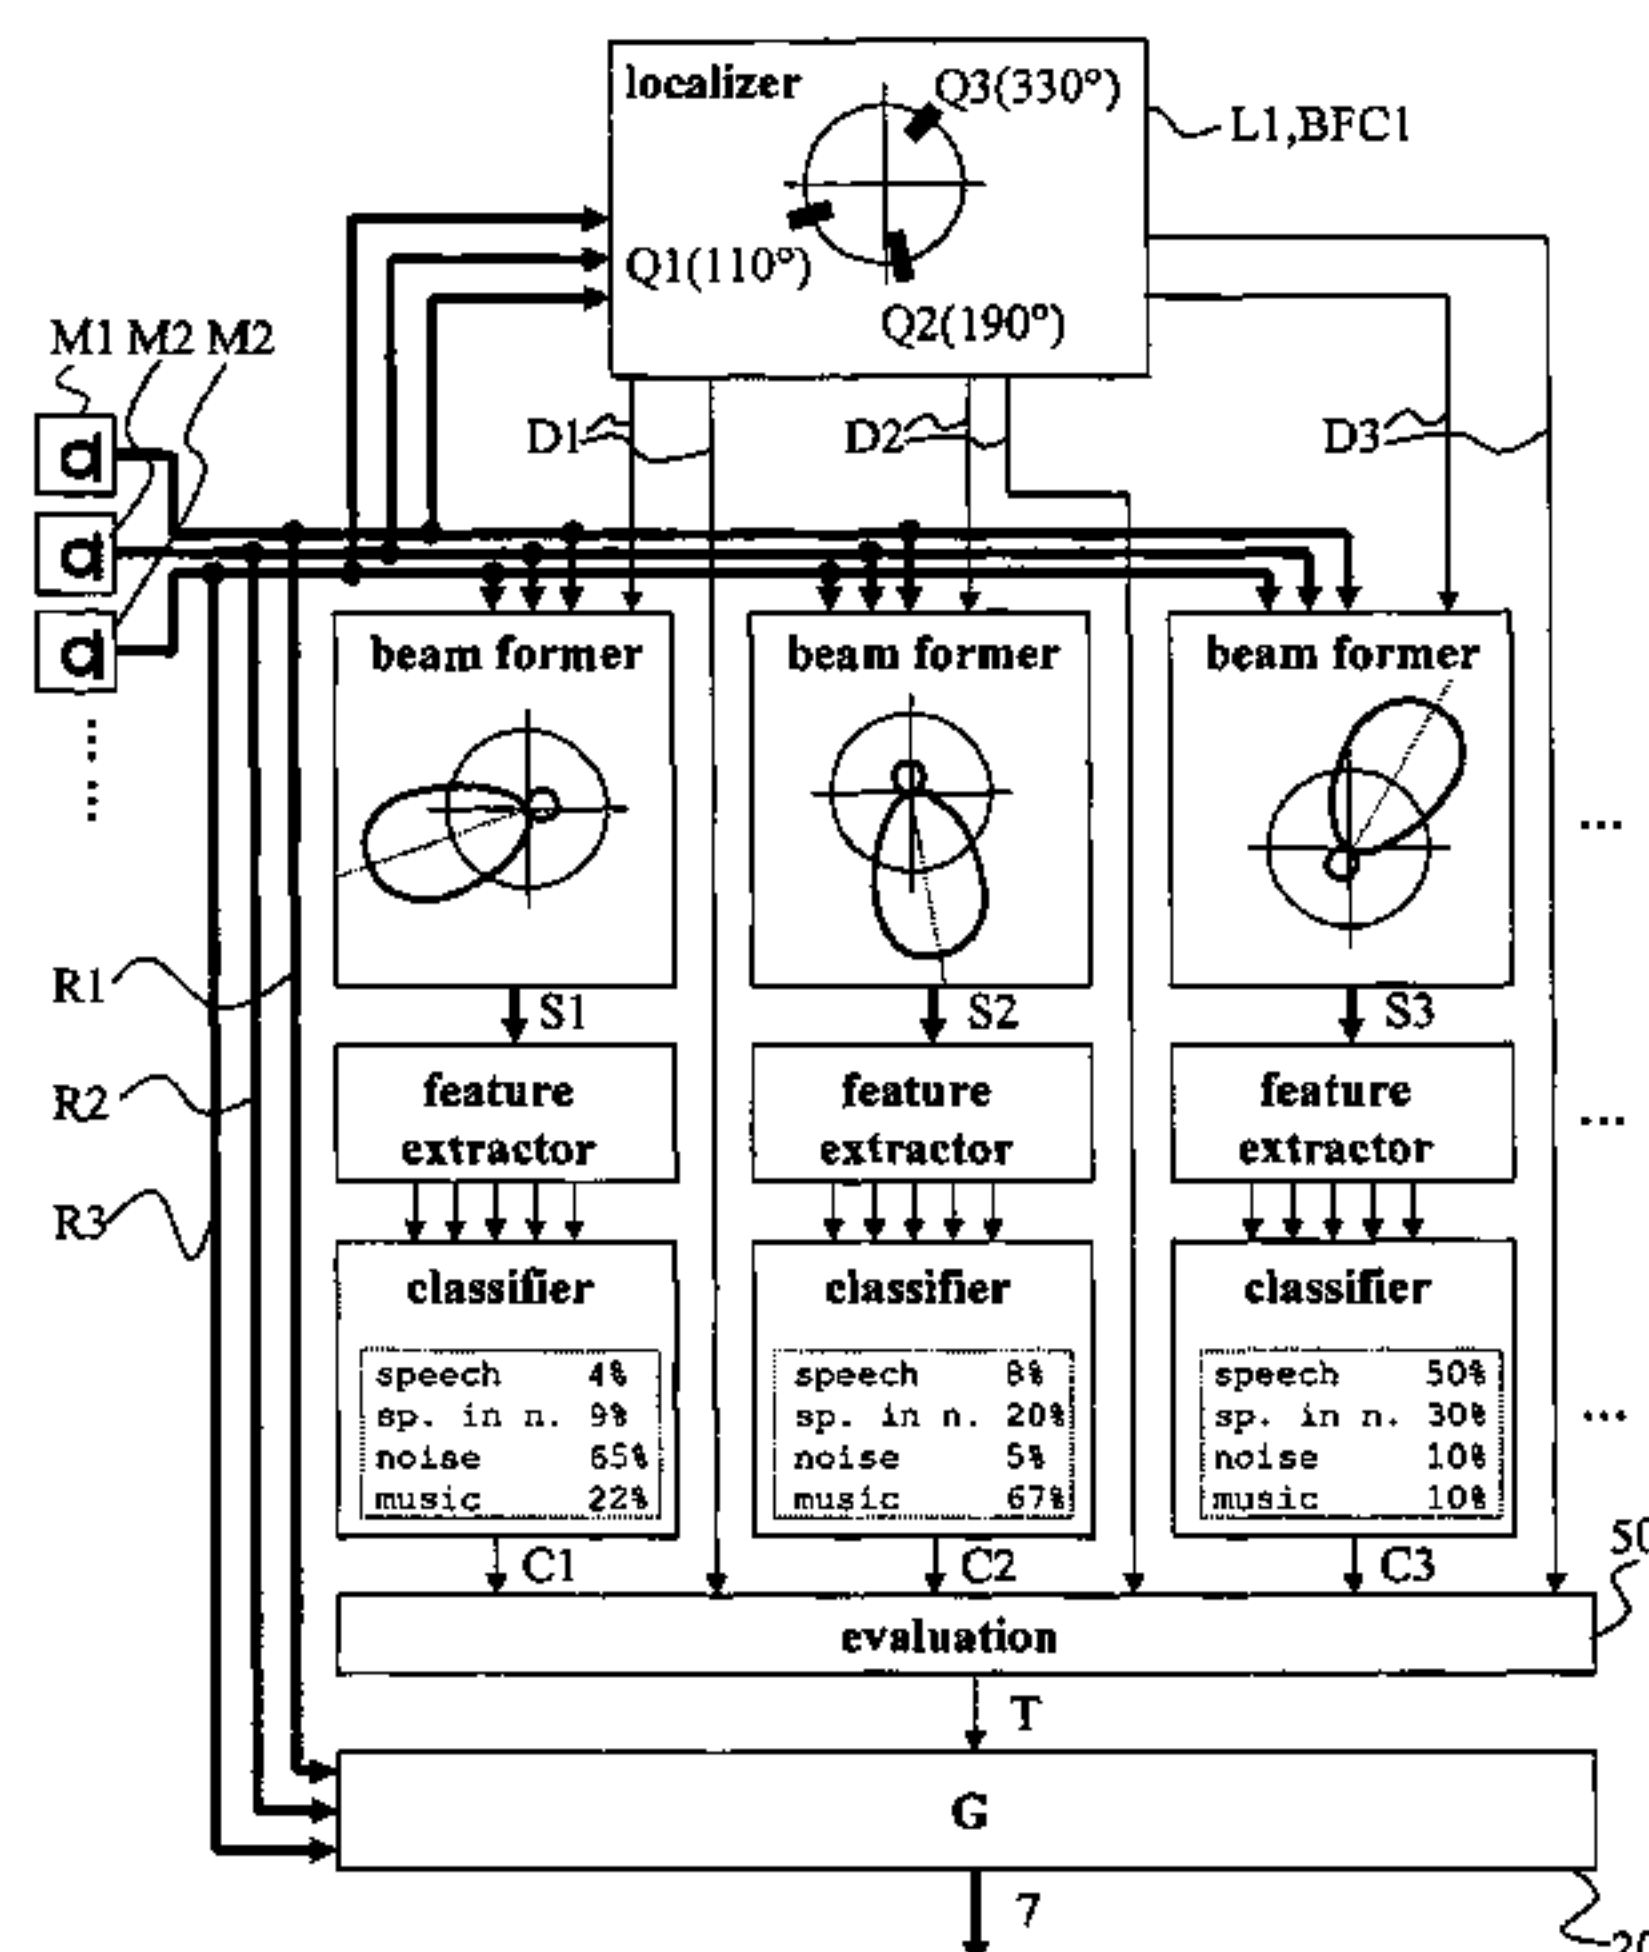 localizer
Q3(330°)
L1,BFC1
Q1(110°)
Q2(190°)
M1 M2 M2
D1
D2
D3
beam former
beam former
beam former
...
R1
S1
S2
S3
R2
feature extractor
feature extractor
feature extractor
...
R3
classifier
speech 4%
sp. in n. 9%
noise 65%
music 22%
classifier
speech 8%
sp. in n. 20%
noise 5%
music 67%
classifier
speech 50%
sp. in n. 30%
noise 10%
music 10%
...
C1
C2
C3
50
evaluation
T
G
7
20